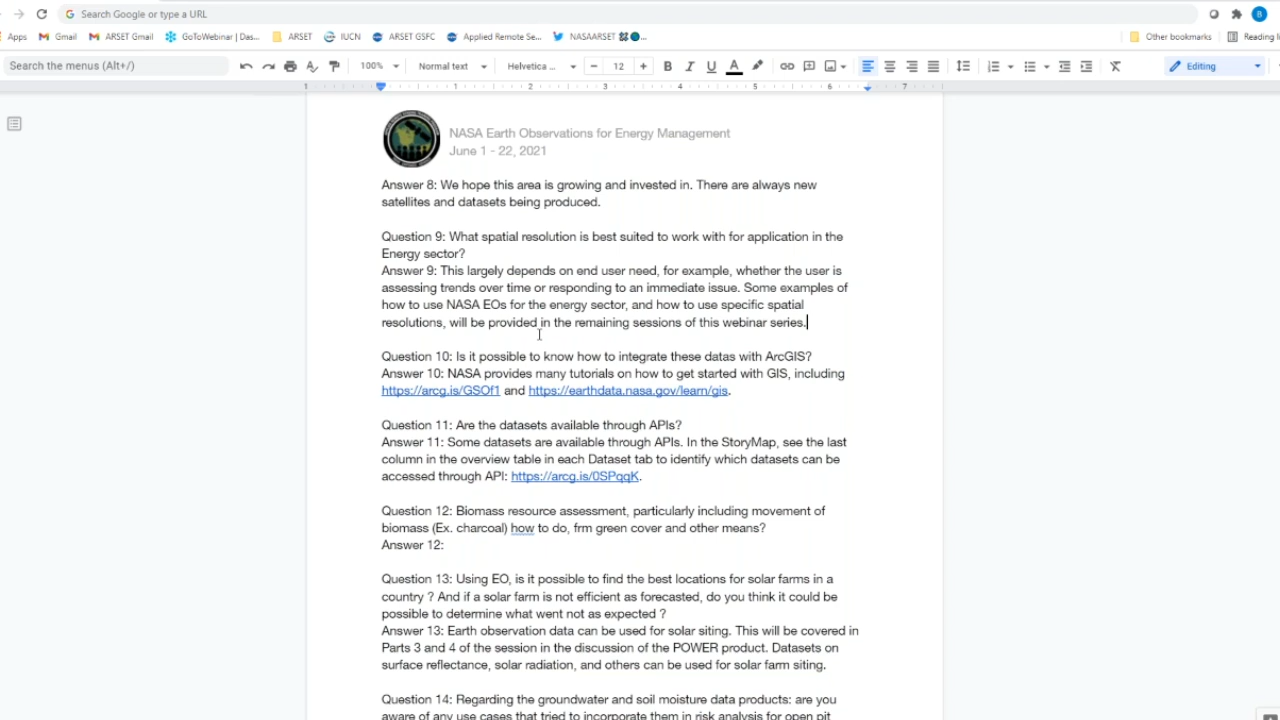 Search Google or type a URL
Apps Gmail ARSET Gmail GoToWebinar | Das... ARSET IUCN ARSET GSFC Applied Remote Se... NASAARSET Other bookmarks Reading
Search the menus (Alt+/) 100% Normal text Helvetica ... 12 B I U A Editing
1 1 2 3 4 5 6 7
NASA Earth Observations for Energy Management
June 1 - 22, 2021
Answer 8: We hope this area is growing and invested in. There are always new
satellites and datasets being produced.
Question 9: What spatial resolution is best suited to work with for application in the
Energy sector?
Answer 9: This largely depends on end user need, for example, whether the user is
assessing trends over time or responding to an immediate issue. Some examples of
how to use NASA EOs for the energy sector, and how to use specific spatial
resolutions, will be provided in the remaining sessions of this webinar series.
Question 10: Is it possible to know how to integrate these datas with ArcGIS?
Answer 10: NASA provides many tutorials on how to get started with GIS, including
https://arcg.is/GSOf1 and https://earthdata.nasa.gov/learn/gis.
Question 11: Are the datasets available through APIs?
Answer 11: Some datasets are available through APIs. In the StoryMap, see the last
column in the overview table in each Dataset tab to identify which datasets can be
accessed through API: https://arcg.is/0SPqqK.
Question 12: Biomass resource assessment, particularly including movement of
biomass (Ex. charcoal) how to do, frm green cover and other means?
Answer 12:
Question 13: Using EO, is it possible to find the best locations for solar farms in a
country ? And if a solar farm is not efficient as forecasted, do you think it could be
possible to determine what went not as expected ?
Answer 13: Earth observation data can be used for solar siting. This will be covered in
Parts 3 and 4 of the session in the discussion of the POWER product. Datasets on
surface reflectance, solar radiation, and others can be used for solar farm siting.
Question 14: Regarding the groundwater and soil moisture data products: are you
aware of any use cases that tried to incorporate them in risk analysis for open pit